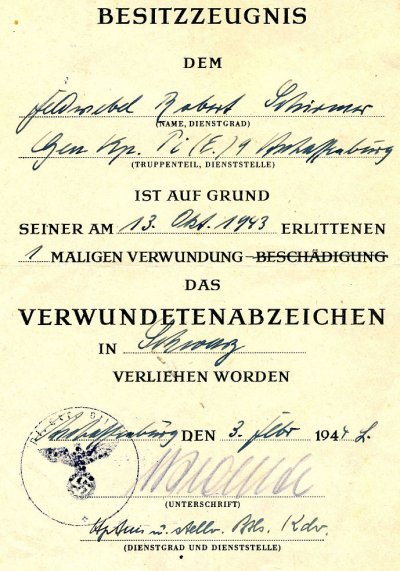 BESITZZEUGNIS
DEM
Feldwebel Robert Schirmer
(NAME, DIENSTGRAD)
Gen. Kp. Pi (E.) 9 Aschaffenburg
(TRUPPENTEIL, DIENSTSTELLE)
IST AUF GRUND
SEINER AM 13. Okt. 1943 ERLITTENEN
1 MALIGEN VERWUNDUNG BESCHÄDIGUNG
DAS
VERWUNDETENABZEICHEN
IN Schwarz
VERLIEHEN WORDEN
Aschaffenburg DEN 3. Febr 1944
(UNTERSCHRIFT)
Hptm u. stellv. Btls. Kdr.
(DIENSTGRAD UND DIENSTSTELLE)